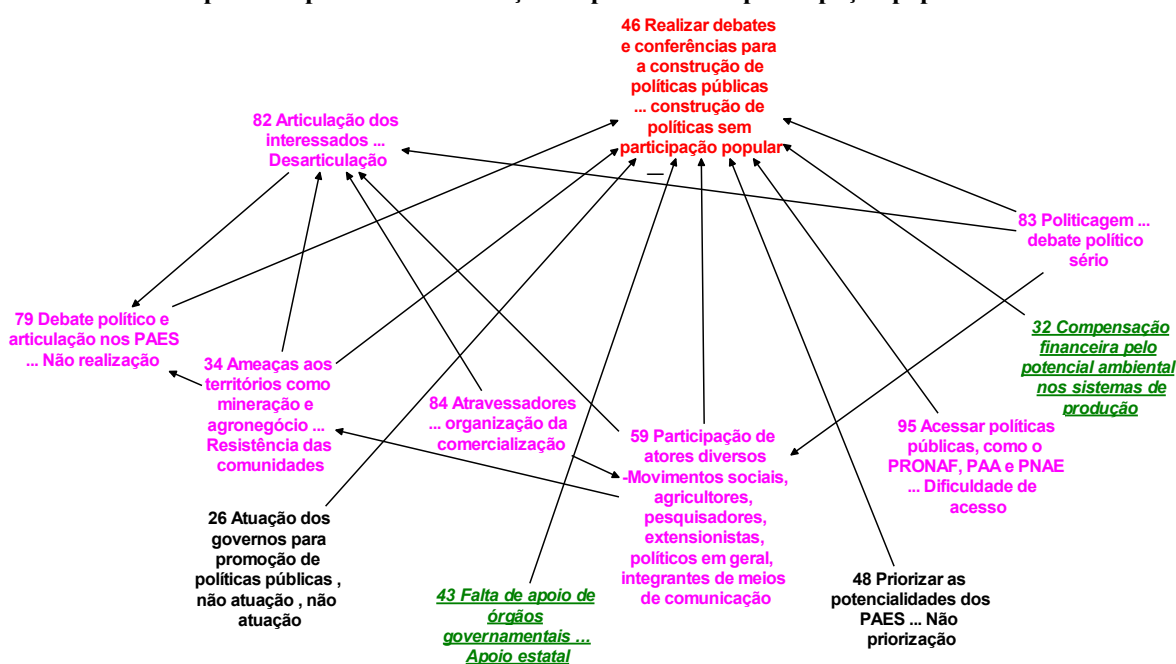 46 Realizar debates
e conferências para
a construção de
políticas públicas
... construção de
políticas sem
participação popular
82 Articulação dos
interessados ...
Desarticulação
83 Politicagem ...
debate político
sério
79 Debate político e
articulação nos PAES
... Não realização
34 Ameaças aos
territórios como
mineração e
agronegócio ...
Resistência das
comunidades
84 Atravessadores
... organização da
comercialização
59 Participação de
atores diversos
-Movimentos sociais,
agricultores,
pesquisadores,
extensionistas,
políticos em geral,
integrantes de meios
de comunicação
32 Compensação
financeira pelo
potencial ambiental
nos sistemas de
produção
95 Acessar políticas
públicas, como o
PRONAF, PAA e PNAE
... Dificuldade de
acesso
26 Atuação dos
governos para
promoção de
políticas públicas ,
não atuação , não
atuação
43 Falta de apoio de
órgãos
governamentais ...
Apoio estatal
48 Priorizar as
potencialidades dos
PAES ... Não
priorização